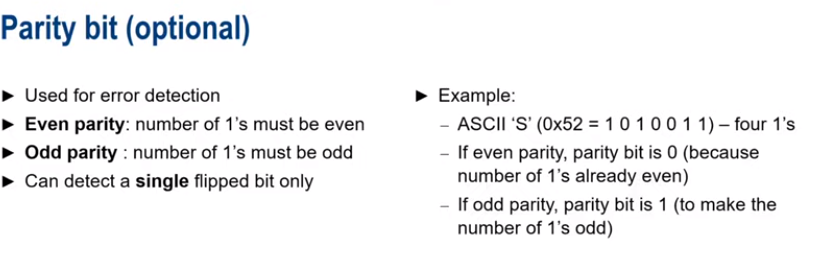 Parity bit (optional)
► Used for error detection
► Even parity: number of 1's must be even
► Odd parity : number of 1's must be odd
► Can detect a single flipped bit only
► Example:
– ASCII ‘S’ (0x52 = 1 0 1 0 0 1 1) – four 1's
– If even parity, parity bit is 0 (because
number of 1's already even)
– If odd parity, parity bit is 1 (to make the
number of 1's odd)